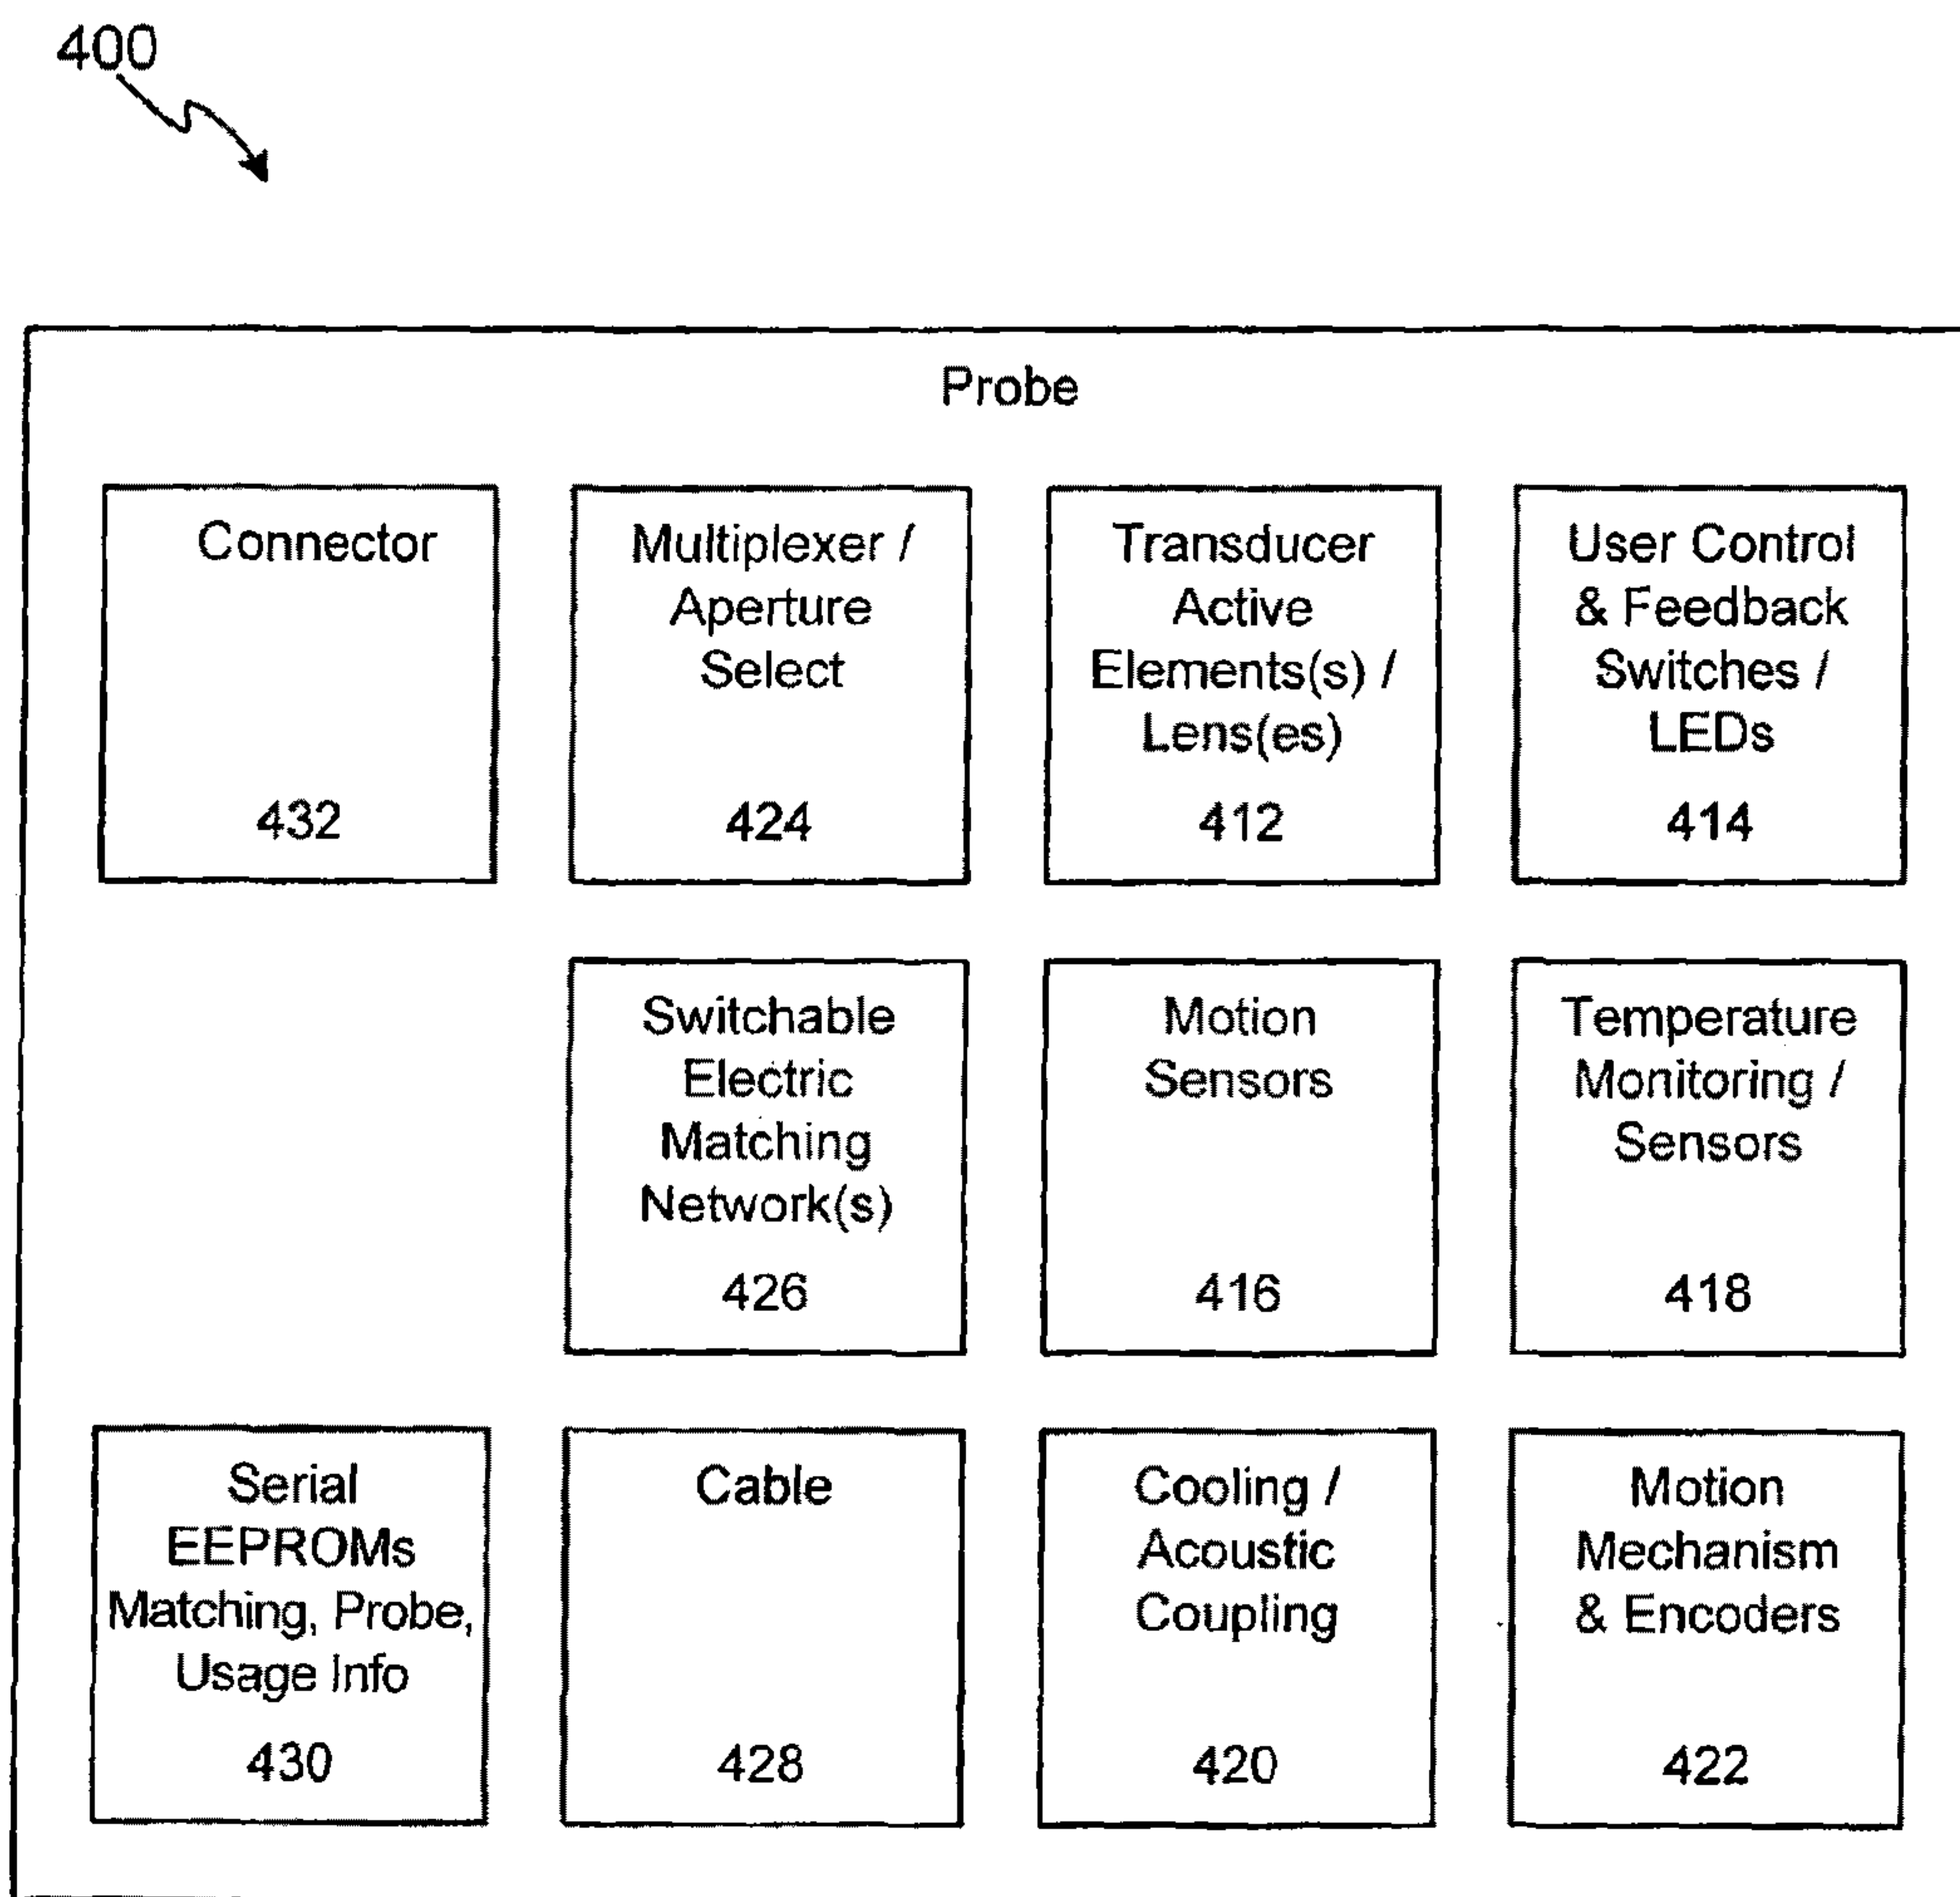 400
Probe
Connector
432
Multiplexer /
Aperture
Select
424
Transducer
Active
Elements(s) /
Lens(es)
412
User Control
& Feedback
Switches /
LEDs
414
Switchable
Electric
Matching
Network(s)
426
Motion
Sensors
416
Temperature
Monitoring /
Sensors
418
Serial
EEPROMs
Matching, Probe,
Usage Info
430
Cable
428
Cooling /
Acoustic
Coupling
420
Motion
Mechanism
& Encoders
422